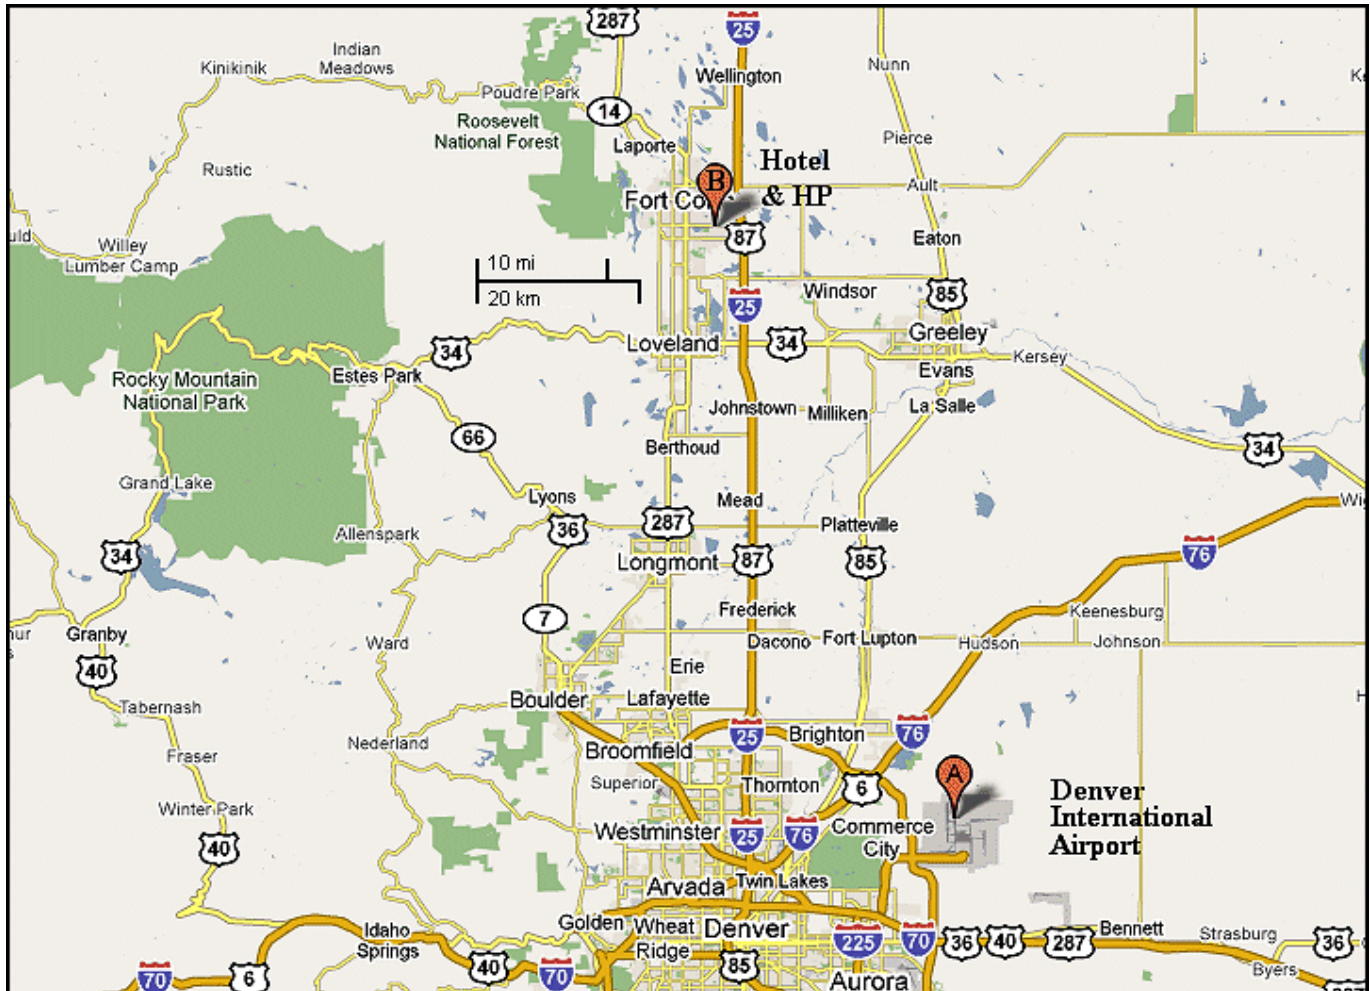 287
25
Indian
Meadows
Kinikinik
Nunn
Wellington
Poudre Park
14
Roosevelt
National Forest
Laporte
Pierce
Rustic
Hotel
& HP
B
Ault
Fort Co
87
Eaton
Willey
Lumber Camp
10 mi
20 km
Windsor
85
25
Greeley
Loveland
34
34
Kersey
Estes Park
Evans
Rocky Mountain
National Park
Johnstown
Milliken
La Salle
66
Berthoud
34
Grand Lake
Lyons
Mead
36
287
Platteville
Allenspark
34
Longmont
87
85
76
7
Frederick
Keenesburg
Granby
Ward
Dacono
Fort Lupton
Hudson
Johnson
40
Erie
Boulder
Lafayette
Tabernash
25
Brighton
76
Nederland
Broomfield
Fraser
Superior
Thornton
6
A
Denver
International
Airport
Winter Park
40
Westminster
25
76
Commerce
City
Arvada
Twin Lakes
Golden
Wheat
Ridge
Denver
Idaho
Springs
225
70
36
40
287
Bennett
Strasburg
36
70
6
40
70
85
Aurora
Byers